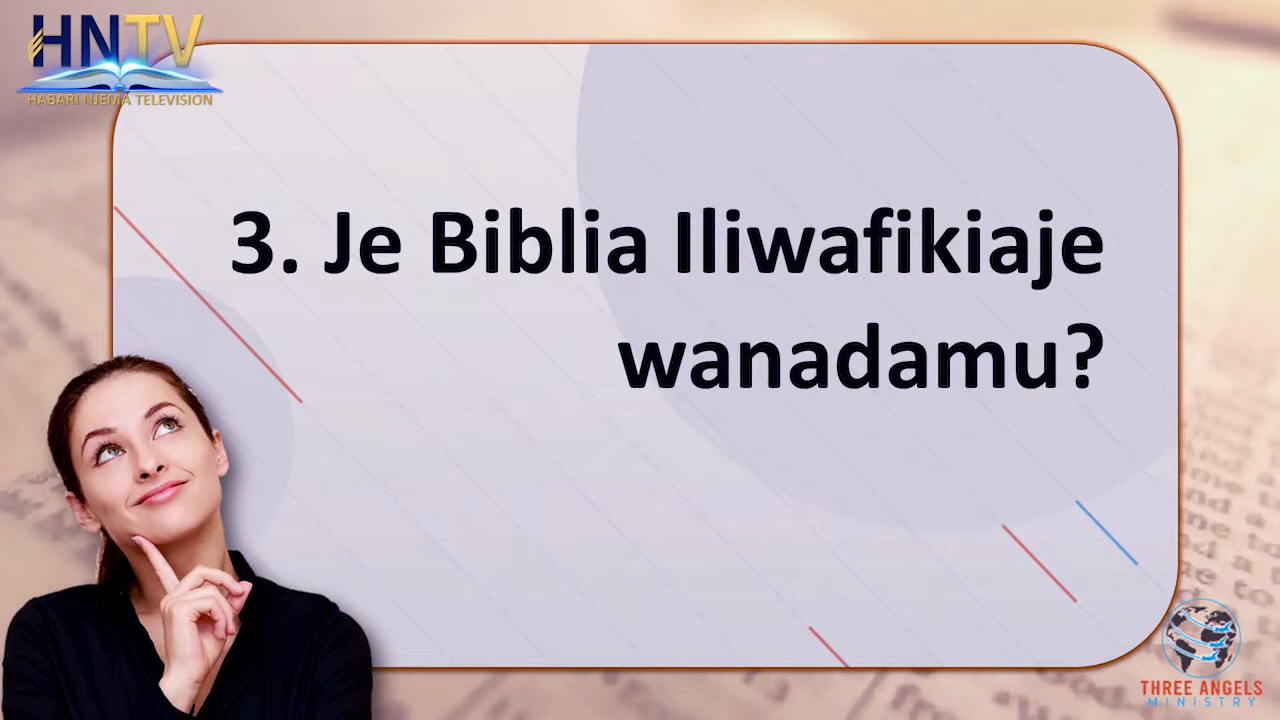 HNTV
HABARI NJEMA TELEVISION
3. Je Biblia Iliwafikiaje
wanadamu?
THREE ANGELS
MINISTRY